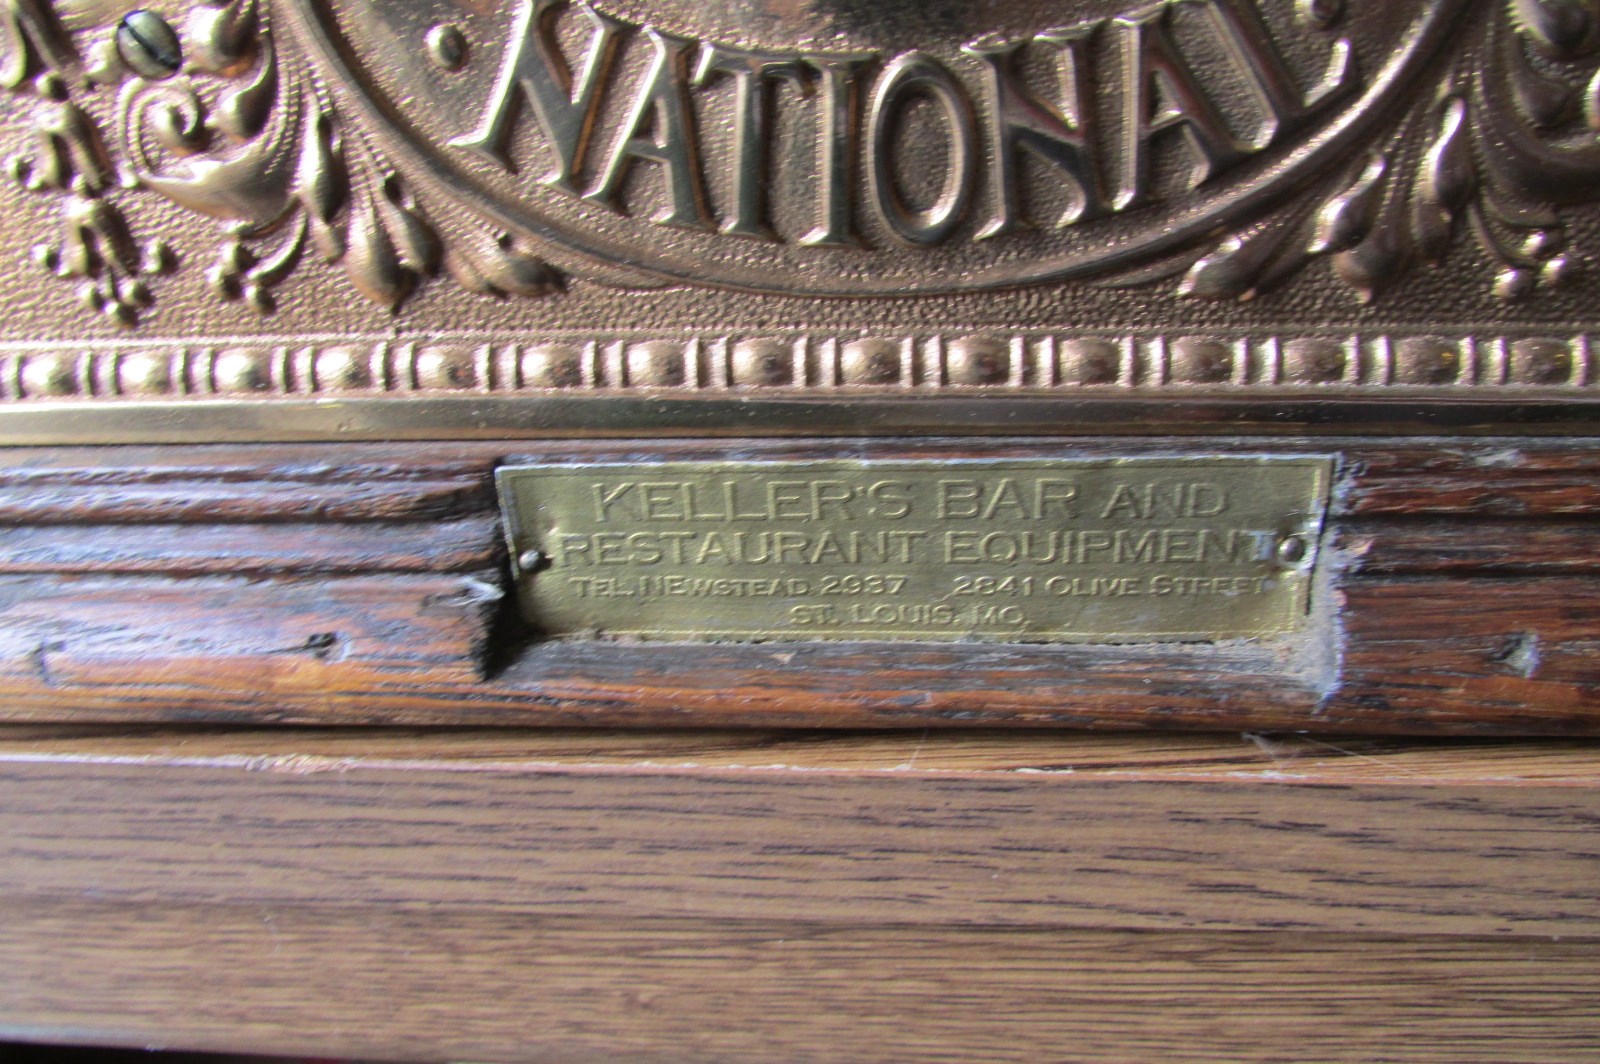 NATIONAL
KELLER'S BAR AND
RESTAURANT EQUIPMENT
TEL. NEWSTEAD 2937 2841 OLIVE STREET
ST. LOUIS, MO.